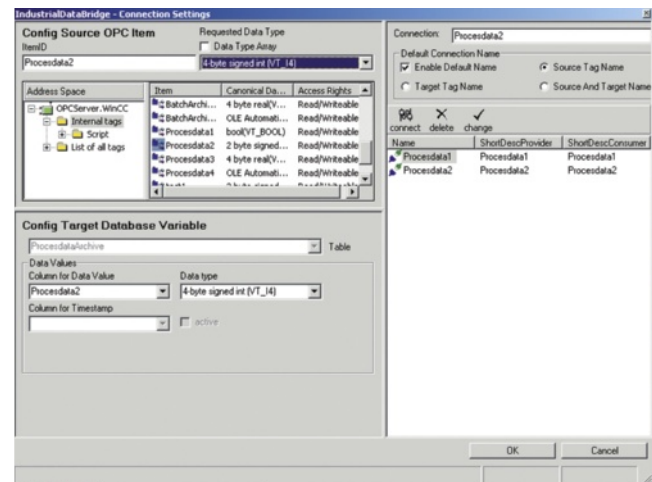 IndustrialDataBridge - Connection Settings
Config Source OPC Item
Requested Data Type
ItemID
Data Type Array
Procesdata2
4-byte signed int (VT_I4)
Address Space
OPCServer.WinCC
Internal tags
Script
List of all tags
Item Canonical Da... Access Rights
BatchArchi... 4 byte real(V... Read/Writeable
BatchArchi... OLE Automati... Read/Writeable
Procesdata1 bool(VT_BOOL) Read/Writeable
Procesdata2 2 byte signed... Read/Writeable
Procesdata3 4 byte real(V... Read/Writeable
Procesdata4 OLE Automati... Read/Writeable
Config Target Database Variable
ProcesdataArchive Table
Data Values
Column for Data Value Data type
Procesdata2 4-byte signed int (VT_I4)
Column for Timestamp
active
Connection: Procesdata2
Default Connection Name
Enable Default Name Source Tag Name
Target Tag Name Source And Target Name
connect delete change
Name ShortDescProvider ShortDescConsumer
Procesdata1 Procesdata1 Procesdata1
Procesdata2 Procesdata2 Procesdata2
OK Cancel